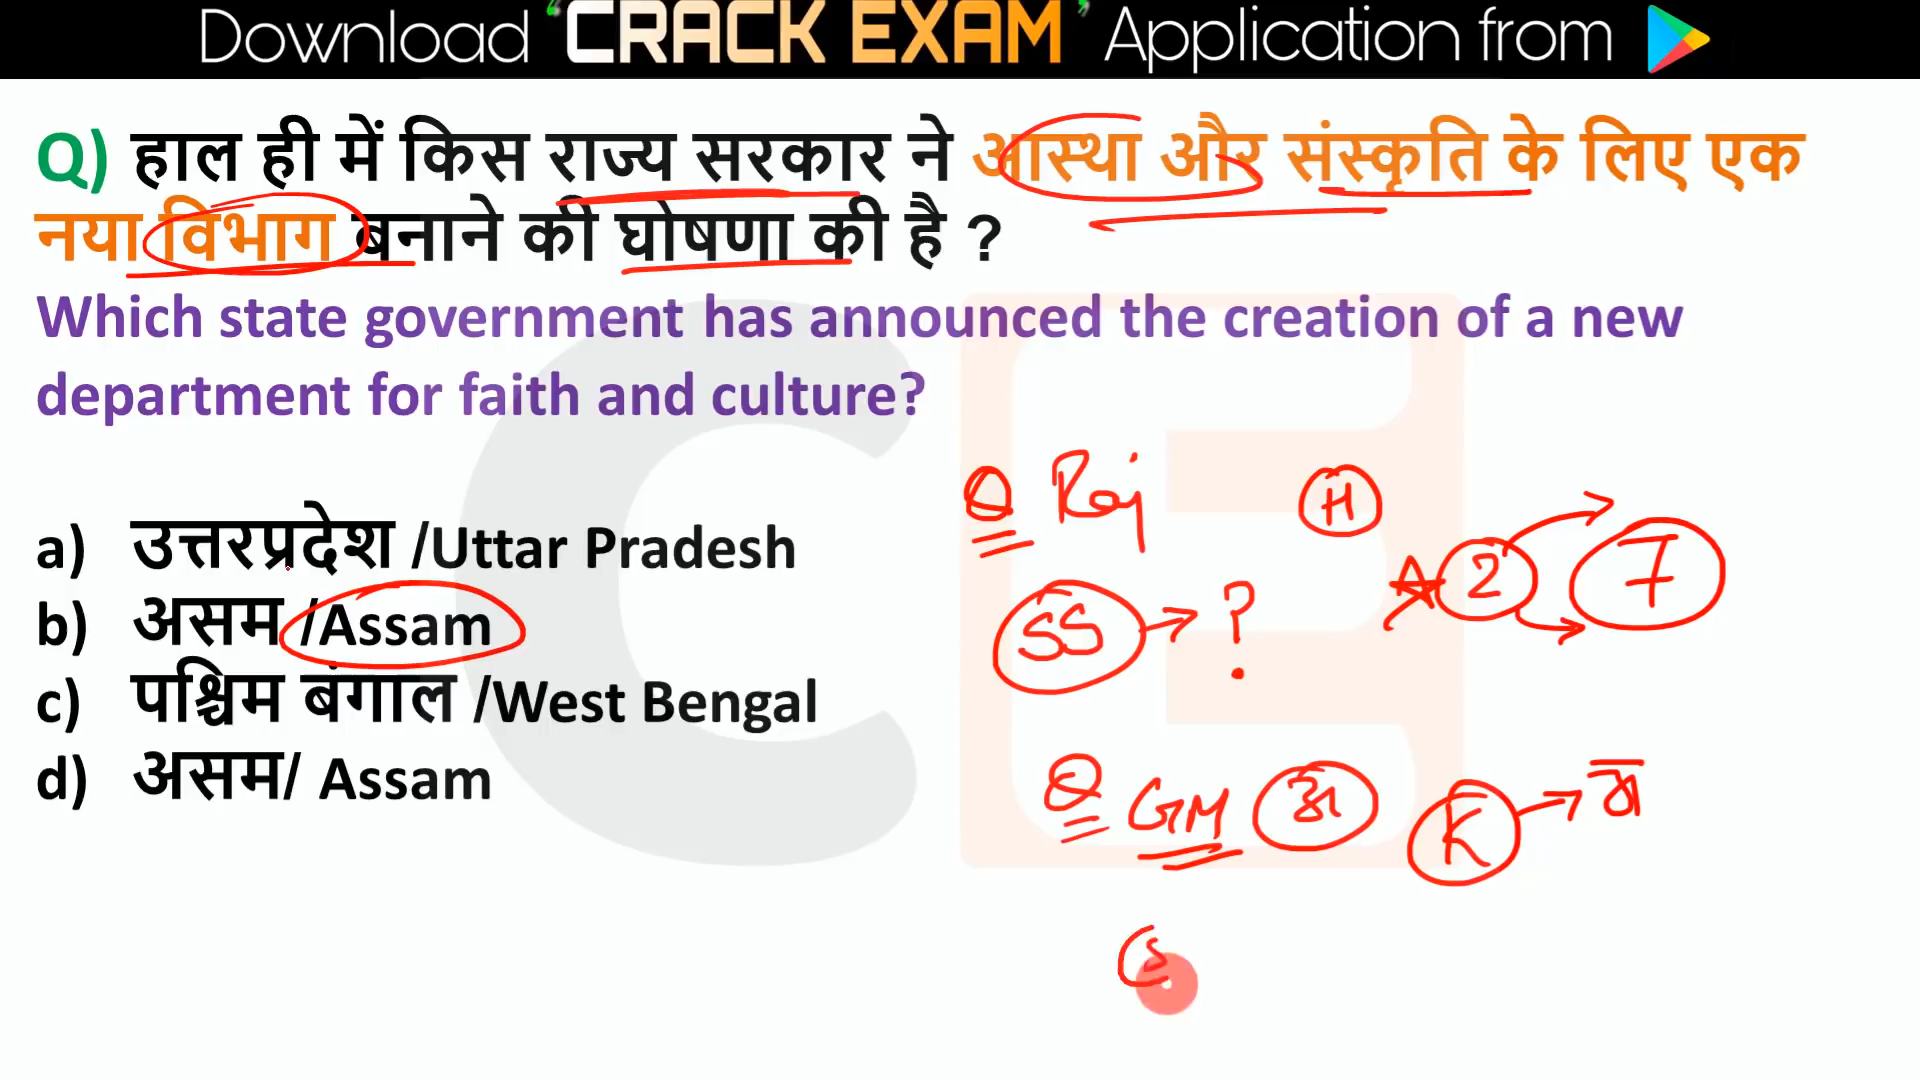 Download 'CRACK EXAM' Application from
Q) हाल ही में किस राज्य सरकार ने आस्था और संस्कृति के लिए एक
नया विभाग बनाने की घोषणा की है ?
Which state government has announced the creation of a new
department for faith and culture?
a) उत्तरप्रदेश /Uttar Pradesh
b) असम /Assam
c) पश्चिम बंगाल /West Bengal
d) असम/ Assam
Q Raj H
2 7
SS ?
Q GM K
S